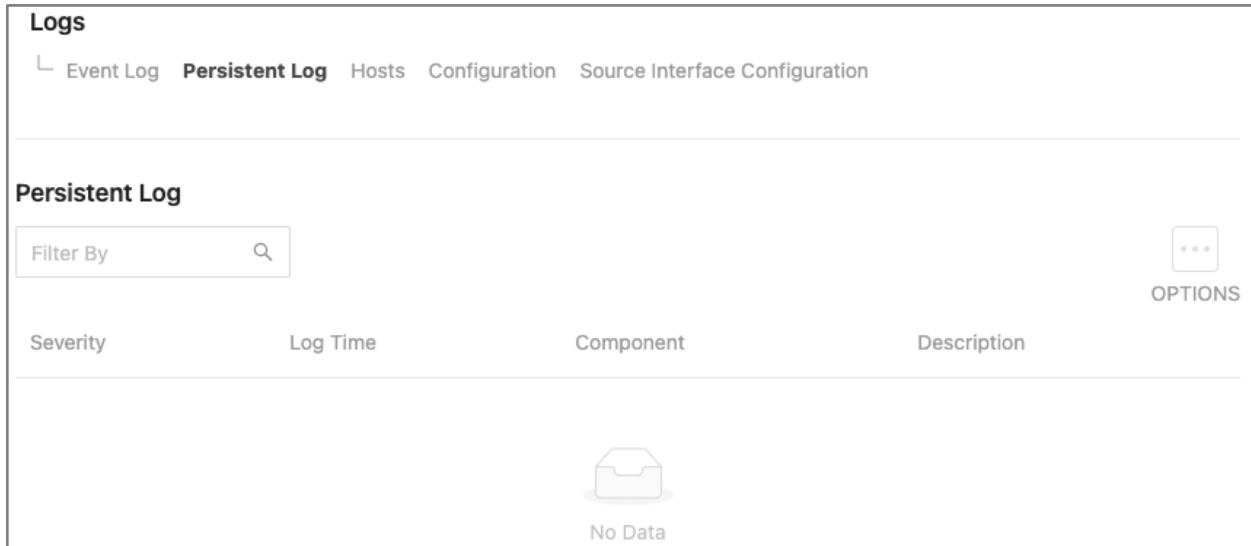 Logs
Event Log Persistent Log Hosts Configuration Source Interface Configuration
Persistent Log
Filter By
OPTIONS
Severity Log Time Component Description
No Data